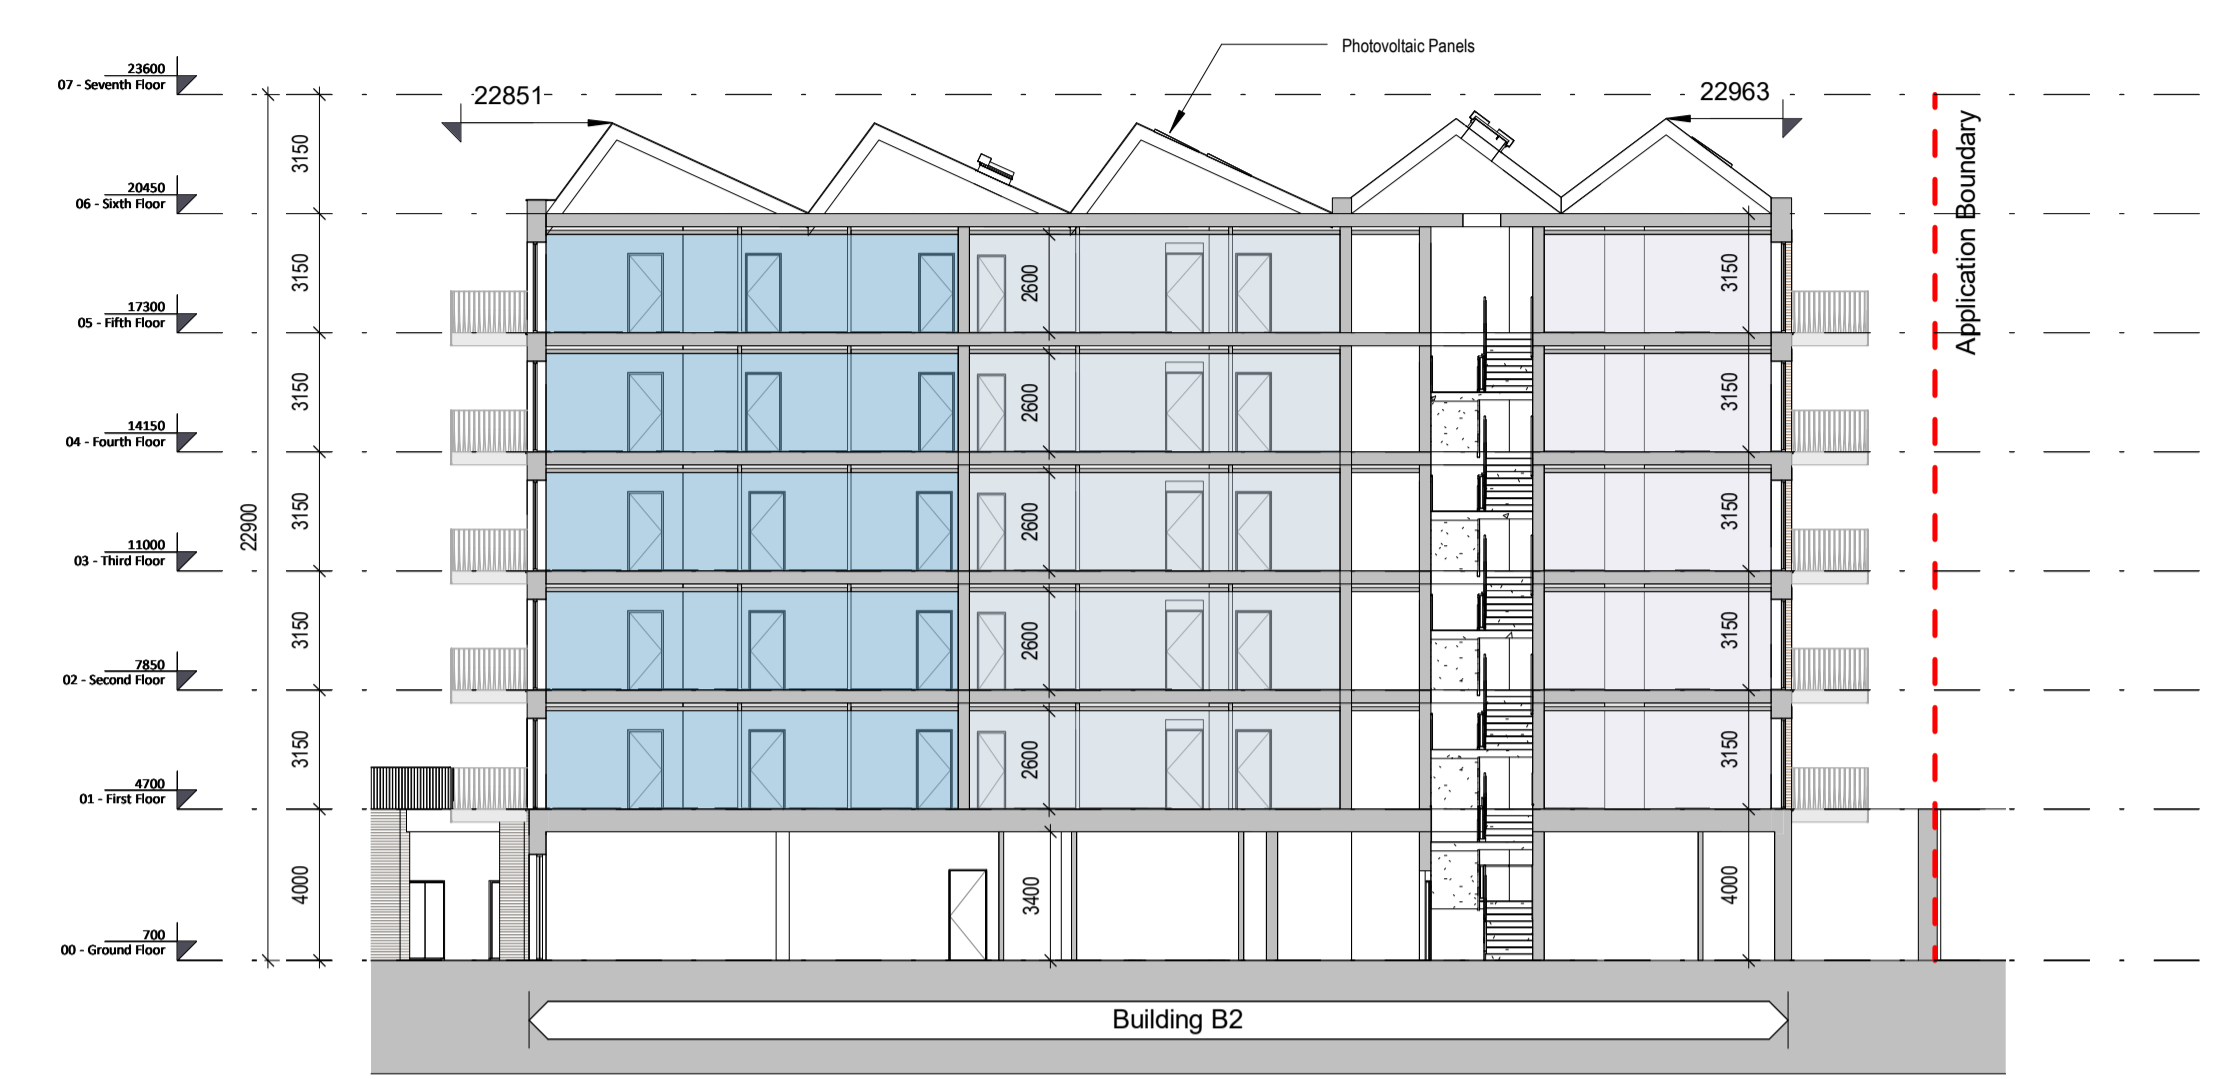 Photovoltaic Panels
23600
07 - Seventh Floor
22851
22963
Application Boundary
3150
20450
06 - Sixth Floor
3150
2600
3150
17300
05 - Fifth Floor
3150
2600
3150
14150
04 - Fourth Floor
22900
3150
2600
3150
11000
03 - Third Floor
3150
2600
3150
7850
02 - Second Floor
3150
2600
3150
4700
01 - First Floor
4000
3400
4000
700
00 - Ground Floor
Building B2